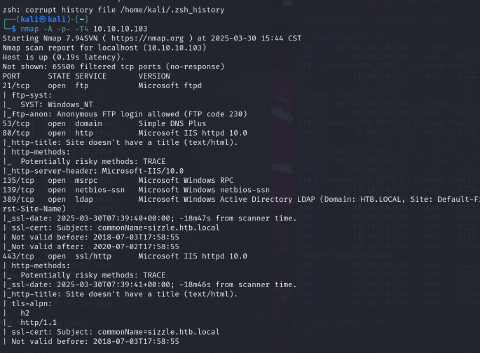 zsh: corrupt history file /home/kali/.zsh_history
┌──(kali㉿kali)-[~]
└─$ nmap -A -p- -T4 10.10.10.103
Starting Nmap 7.94SVN ( https://nmap.org ) at 2025-03-30 15:44 CST
Nmap scan report for localhost (10.10.10.103)
Host is up (0.19s latency).
Not shown: 65506 filtered tcp ports (no-response)
PORT STATE SERVICE VERSION
21/tcp open ftp Microsoft ftpd
| ftp-syst:
|_ SYST: Windows_NT
|_ftp-anon: Anonymous FTP login allowed (FTP code 230)
53/tcp open domain Simple DNS Plus
80/tcp open http Microsoft IIS httpd 10.0
|_http-title: Site doesn't have a title (text/html).
| http-methods:
|_ Potentially risky methods: TRACE
|_http-server-header: Microsoft-IIS/10.0
135/tcp open msrpc Microsoft Windows RPC
139/tcp open netbios-ssn Microsoft Windows netbios-ssn
389/tcp open ldap Microsoft Windows Active Directory LDAP (Domain: HTB.LOCAL, Site: Default-Fi
rst-Site-Name)
|_ssl-date: 2025-03-30T07:39:40+00:00; -18m47s from scanner time.
| ssl-cert: Subject: commonName=sizzle.htb.local
| Not valid before: 2018-07-03T17:58:55
|_Not valid after: 2020-07-02T17:58:55
443/tcp open ssl/http Microsoft IIS httpd 10.0
| http-methods:
|_ Potentially risky methods: TRACE
|_ssl-date: 2025-03-30T07:39:41+00:00; -18m46s from scanner time.
|_http-title: Site doesn't have a title (text/html).
| tls-alpn:
| h2
|_ http/1.1
| ssl-cert: Subject: commonName=sizzle.htb.local
| Not valid before: 2018-07-03T17:58:55